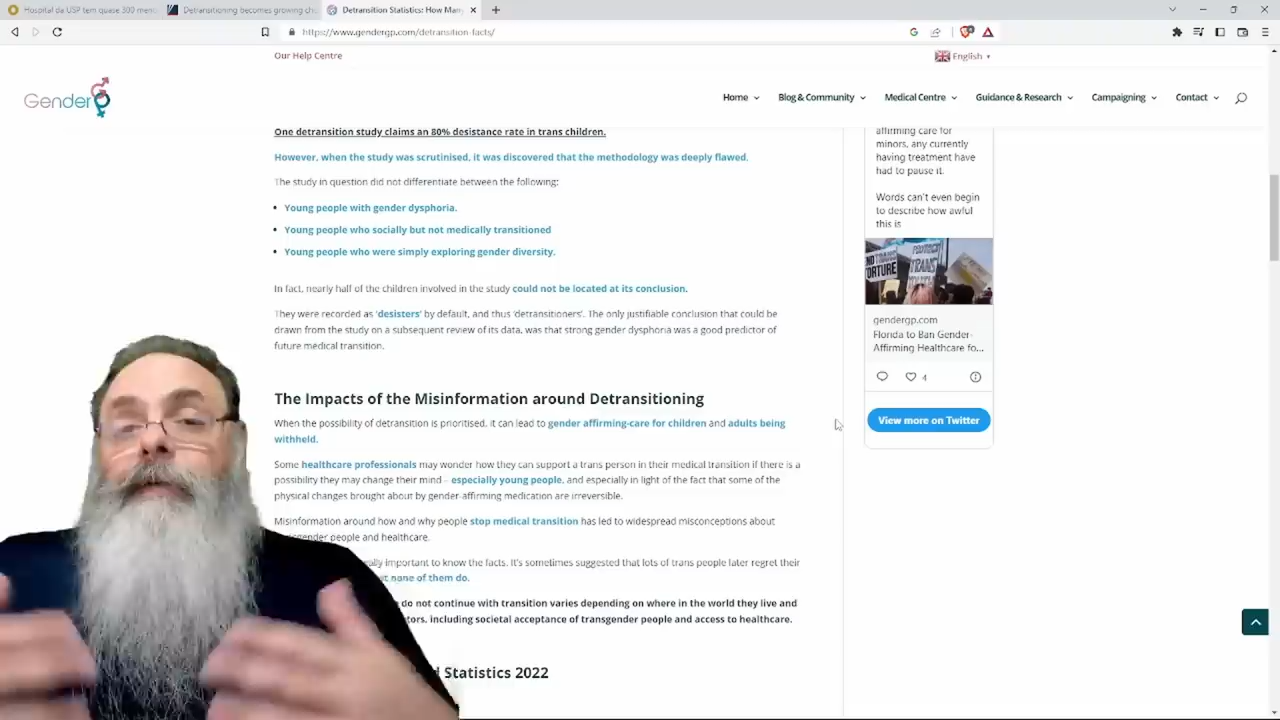 Hospital da USP tem quase 300 meno
Detransitioning becomes growing ch
Detransition Statistics: How Many
https://www.gendergp.com/detransition-facts/
Our Help Centre
English
Gender
Home
Blog & Community
Medical Centre
Guidance & Research
Campaigning
Contact
One detransition study claims an 80% desistance rate in trans children.
However, when the study was scrutinised, it was discovered that the methodology was deeply flawed.
The study in question did not differentiate between the following:
• Young people with gender dysphoria.
• Young people who socially but not medically transitioned
• Young people who were simply exploring gender diversity.
In fact, nearly half of the children involved in the study could not be located at its conclusion.
They were recorded as 'desisters' by default, and thus 'detransitioners'. The only justifiable conclusion that could be
drawn from the study on a subsequent review of its data, was that strong gender dysphoria was a good predictor of
future medical transition.
The Impacts of the Misinformation around Detransitioning
When the possibility of detransition is prioritised, it can lead to gender affirming-care for children and adults being
withheld.
Some healthcare professionals may wonder how they can support a trans person in their medical transition if there is a
possibility they may change their mind – especially young people, and especially in light of the fact that some of the
physical changes brought about by gender-affirming medication are irreversible.
Misinformation around how and why people stop medical transition has led to widespread misconceptions about
gender people and healthcare.
really important to know the facts. It's sometimes suggested that lots of trans people later regret their
none of them do.
do not continue with transition varies depending on where in the world they live and
tors, including societal acceptance of transgender people and access to healthcare.
Statistics 2022
affirming care for
minors, any currently
having treatment have
had to pause it.
Words can't even begin
to describe how awful
this is
TORTURE
TRANS
gendergp.com
Florida to Ban Gender-
Affirming Healthcare fo...
4
View more on Twitter